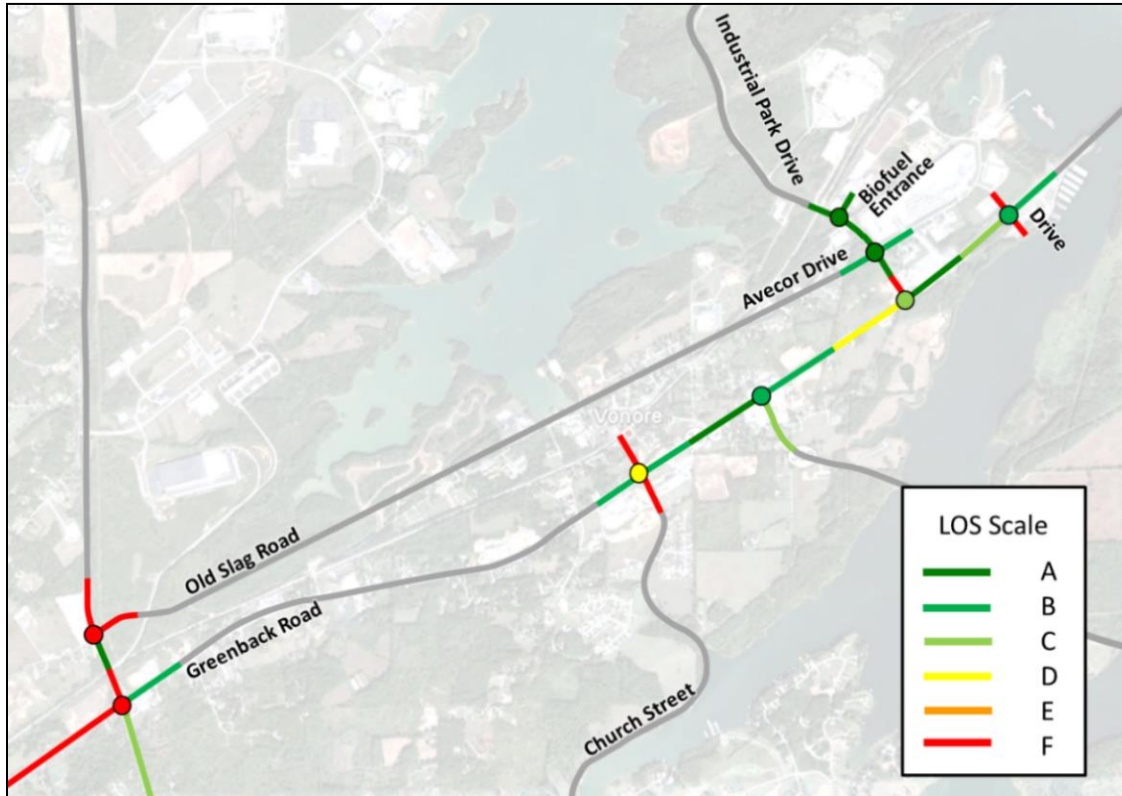 Industrial Park Drive
Biofuel
Entrance
Drive
Avecor Drive
Vonore
Old Slag Road
Greenback Road
Church Street
LOS Scale
A
B
C
D
E
F